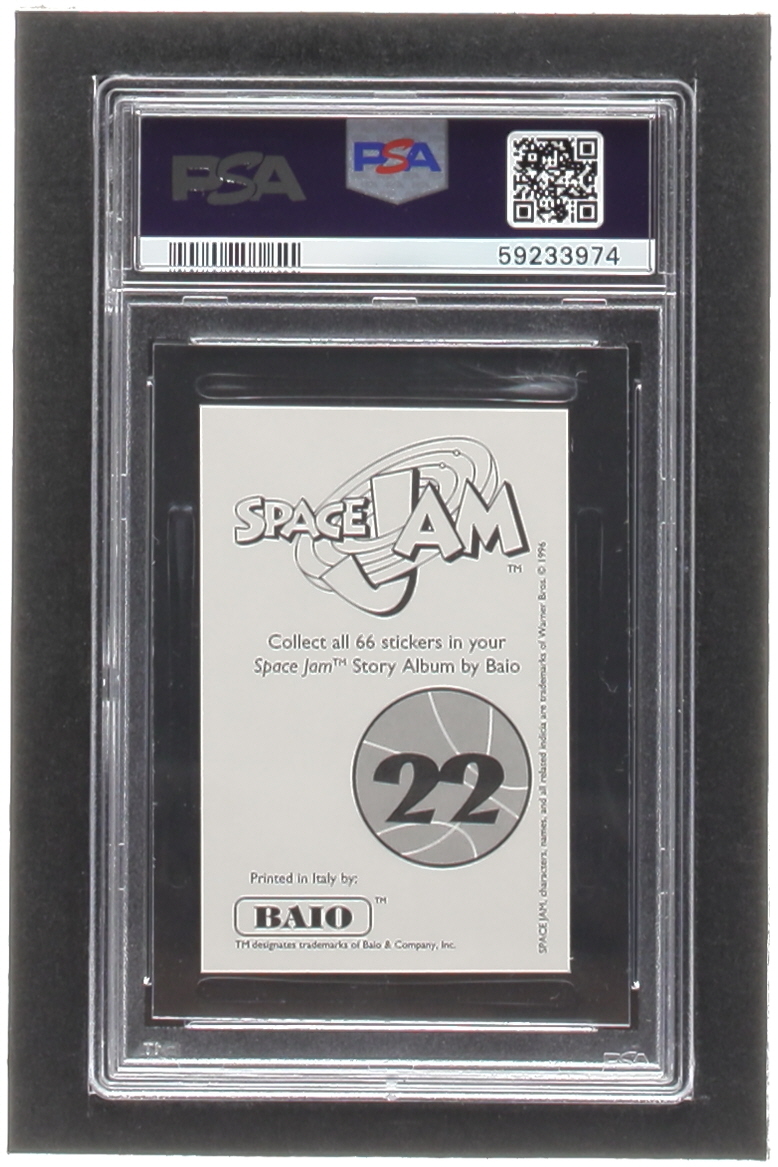 PSA
PSA
59233974
SPACE JAM
TM
Collect all 66 stickers in your
Space Jam™ Story Album by Baio
22
Printed in Italy by:
BAIO™
TM designates trademarks of Baio & Company, Inc.
SPACE JAM, characters, names, and all related indicia are trademarks of Warner Bros. © 1996
PSA